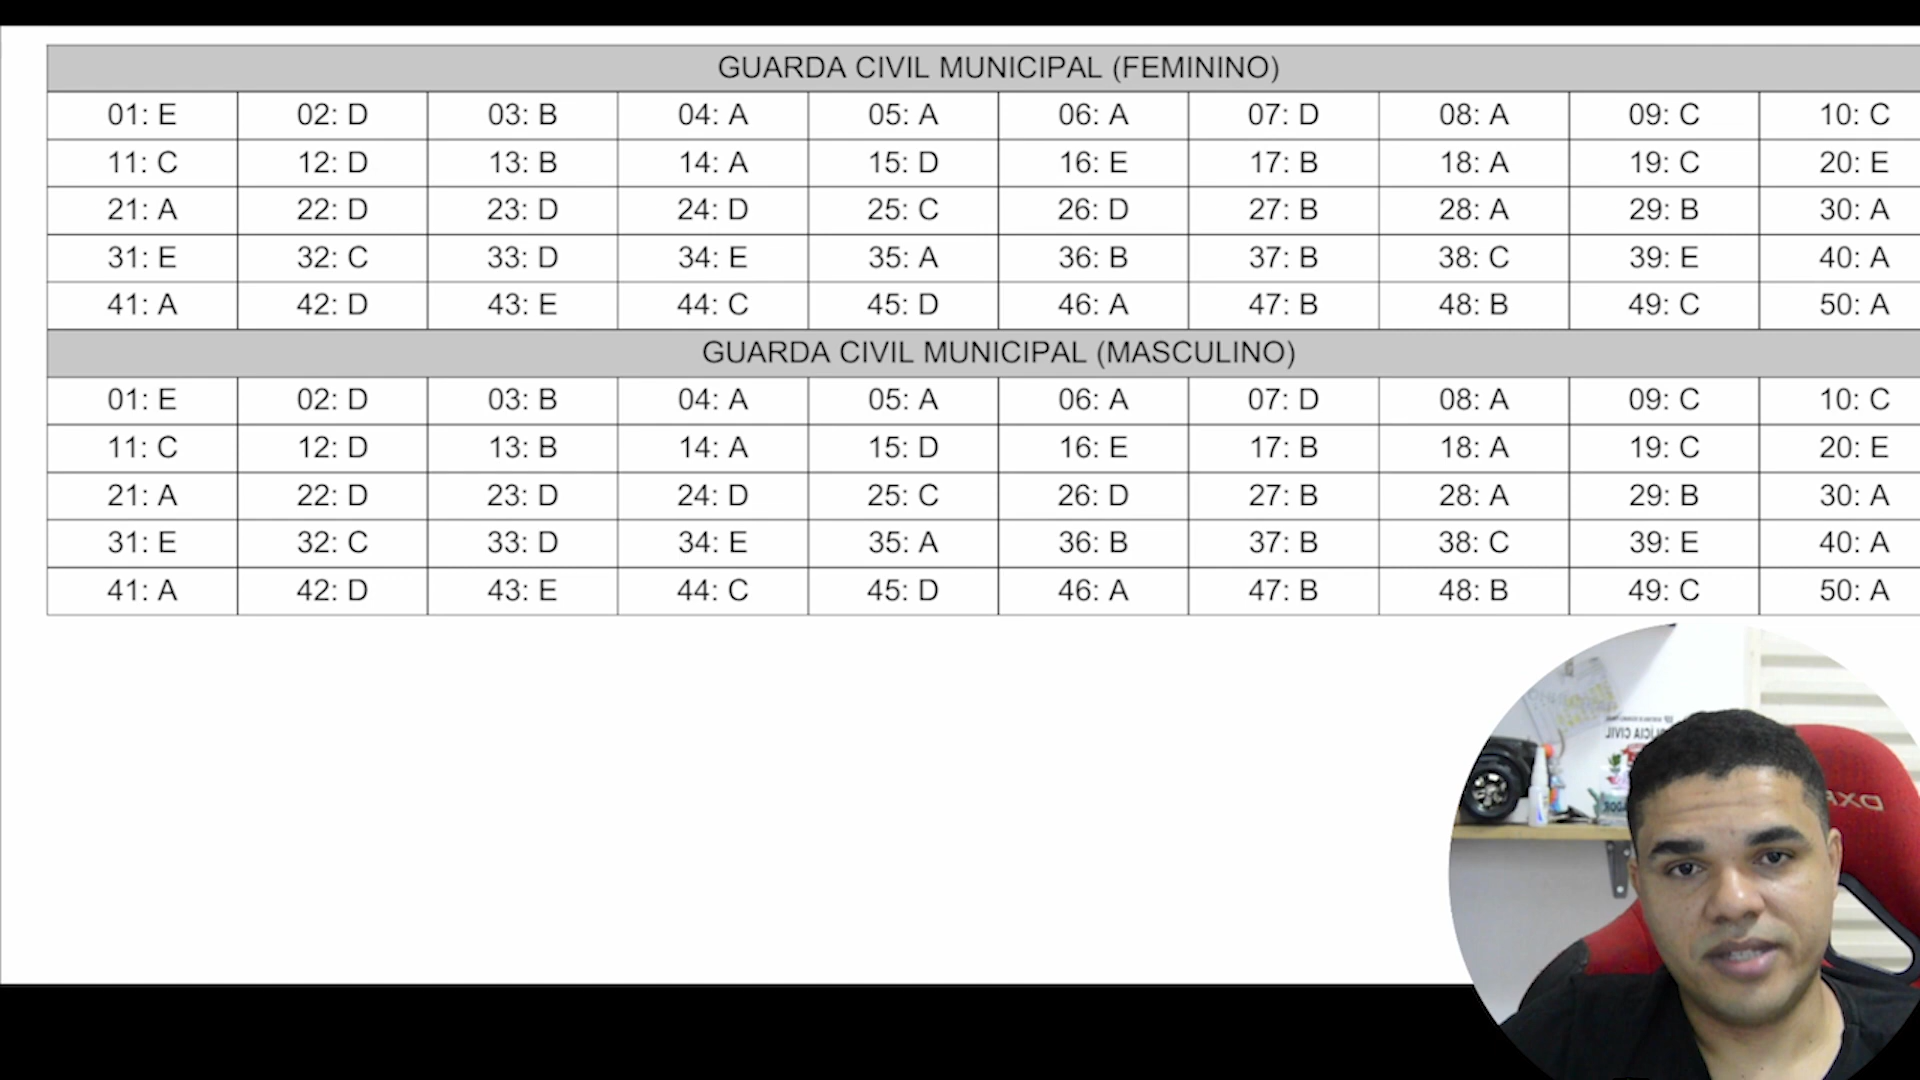 GUARDA CIVIL MUNICIPAL (FEMININO)
01: E 02: D 03: B 04: A 05: A 06: A 07: D 08: A 09: C 10: C
11: C 12: D 13: B 14: A 15: D 16: E 17: B 18: A 19: C 20: E
21: A 22: D 23: D 24: D 25: C 26: D 27: B 28: A 29: B 30: A
31: E 32: C 33: D 34: E 35: A 36: B 37: B 38: C 39: E 40: A
41: A 42: D 43: E 44: C 45: D 46: A 47: B 48: B 49: C 50: A
GUARDA CIVIL MUNICIPAL (MASCULINO)
01: E 02: D 03: B 04: A 05: A 06: A 07: D 08: A 09: C 10: C
11: C 12: D 13: B 14: A 15: D 16: E 17: B 18: A 19: C 20: E
21: A 22: D 23: D 24: D 25: C 26: D 27: B 28: A 29: B 30: A
31: E 32: C 33: D 34: E 35: A 36: B 37: B 38: C 39: E 40: A
41: A 42: D 43: E 44: C 45: D 46: A 47: B 48: B 49: C 50: A
CIVIL